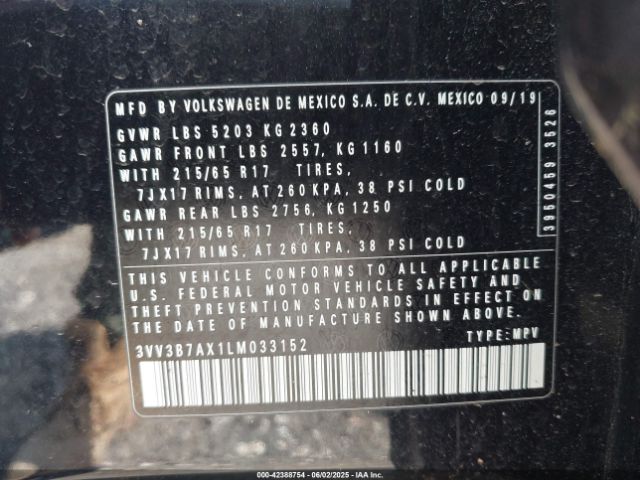 MFD BY VOLKSWAGEN DE MEXICO S.A. DE C.V. MEXICO 09/19
GVWR LBS 5203 KG 2360
GAWR FRONT LBS 2557, KG 1160
WITH 215/65 R17 TIRES,
7JX17 RIMS, AT 260 KPA, 38 PSI COLD
GAWR REAR LBS 2756, KG 1250
WITH 215/65 R17 TIRES,
7JX17 RIMS, AT 260 KPA, 38 PSI COLD
3950459 3526
THIS VEHICLE CONFORMS TO ALL APPLICABLE
U.S. FEDERAL MOTOR VEHICLE SAFETY AND
THEFT PREVENTION STANDARDS IN EFFECT ON
THE DATE OF MANUFACTURE SHOWN ABOVE.
3VV3B7AX1LM033152 TYPE: MPV
000-42388754 | 06/02/2025 - IAA Inc.